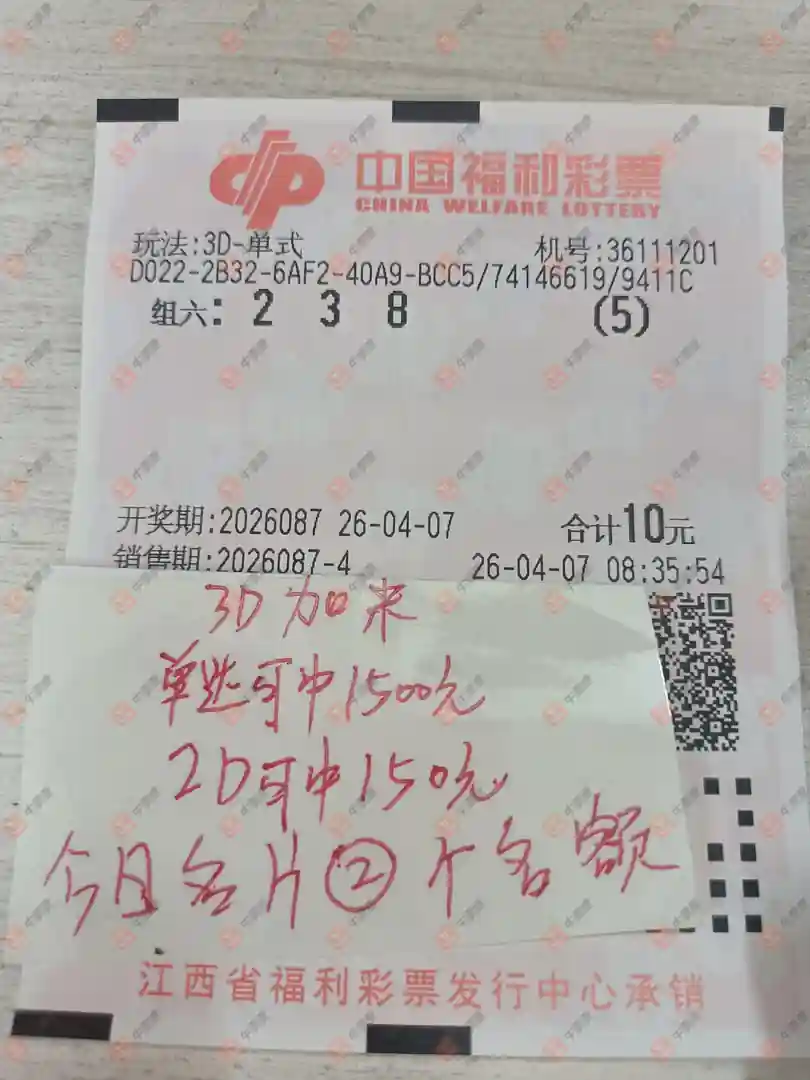 中国福利彩票
CHINA WELFARE LOTTERY
玩法:3D-单式 机号:36111201
D022-2B32-6AF2-40A9-BCC5/74146619/9411C
组六: 2 3 8 (5)
开奖期:2026087 26-04-07 合计10元
销售期:2026087-4 26-04-07 08:35:54
3D加米
单选可中1500元
2D可中150元
今日名片②个名额
江西省福利彩票发行中心承销